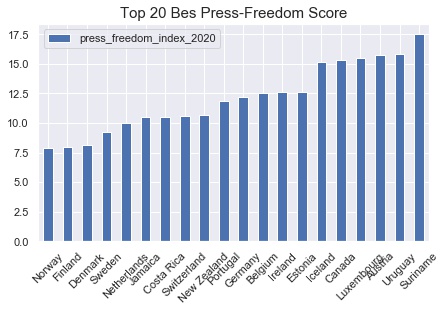 Top 20 Bes Press-Freedom Score
press_freedom_index_2020
17.5
15.0
12.5
10.0
7.5
5.0
2.5
0.0
Norway
Finland
Denmark
Sweden
Netherlands
Jamaica
Costa Rica
Switzerland
New Zealand
Portugal
Germany
Belgium
Ireland
Estonia
Iceland
Canada
Luxembourg
Austria
Uruguay
Suriname